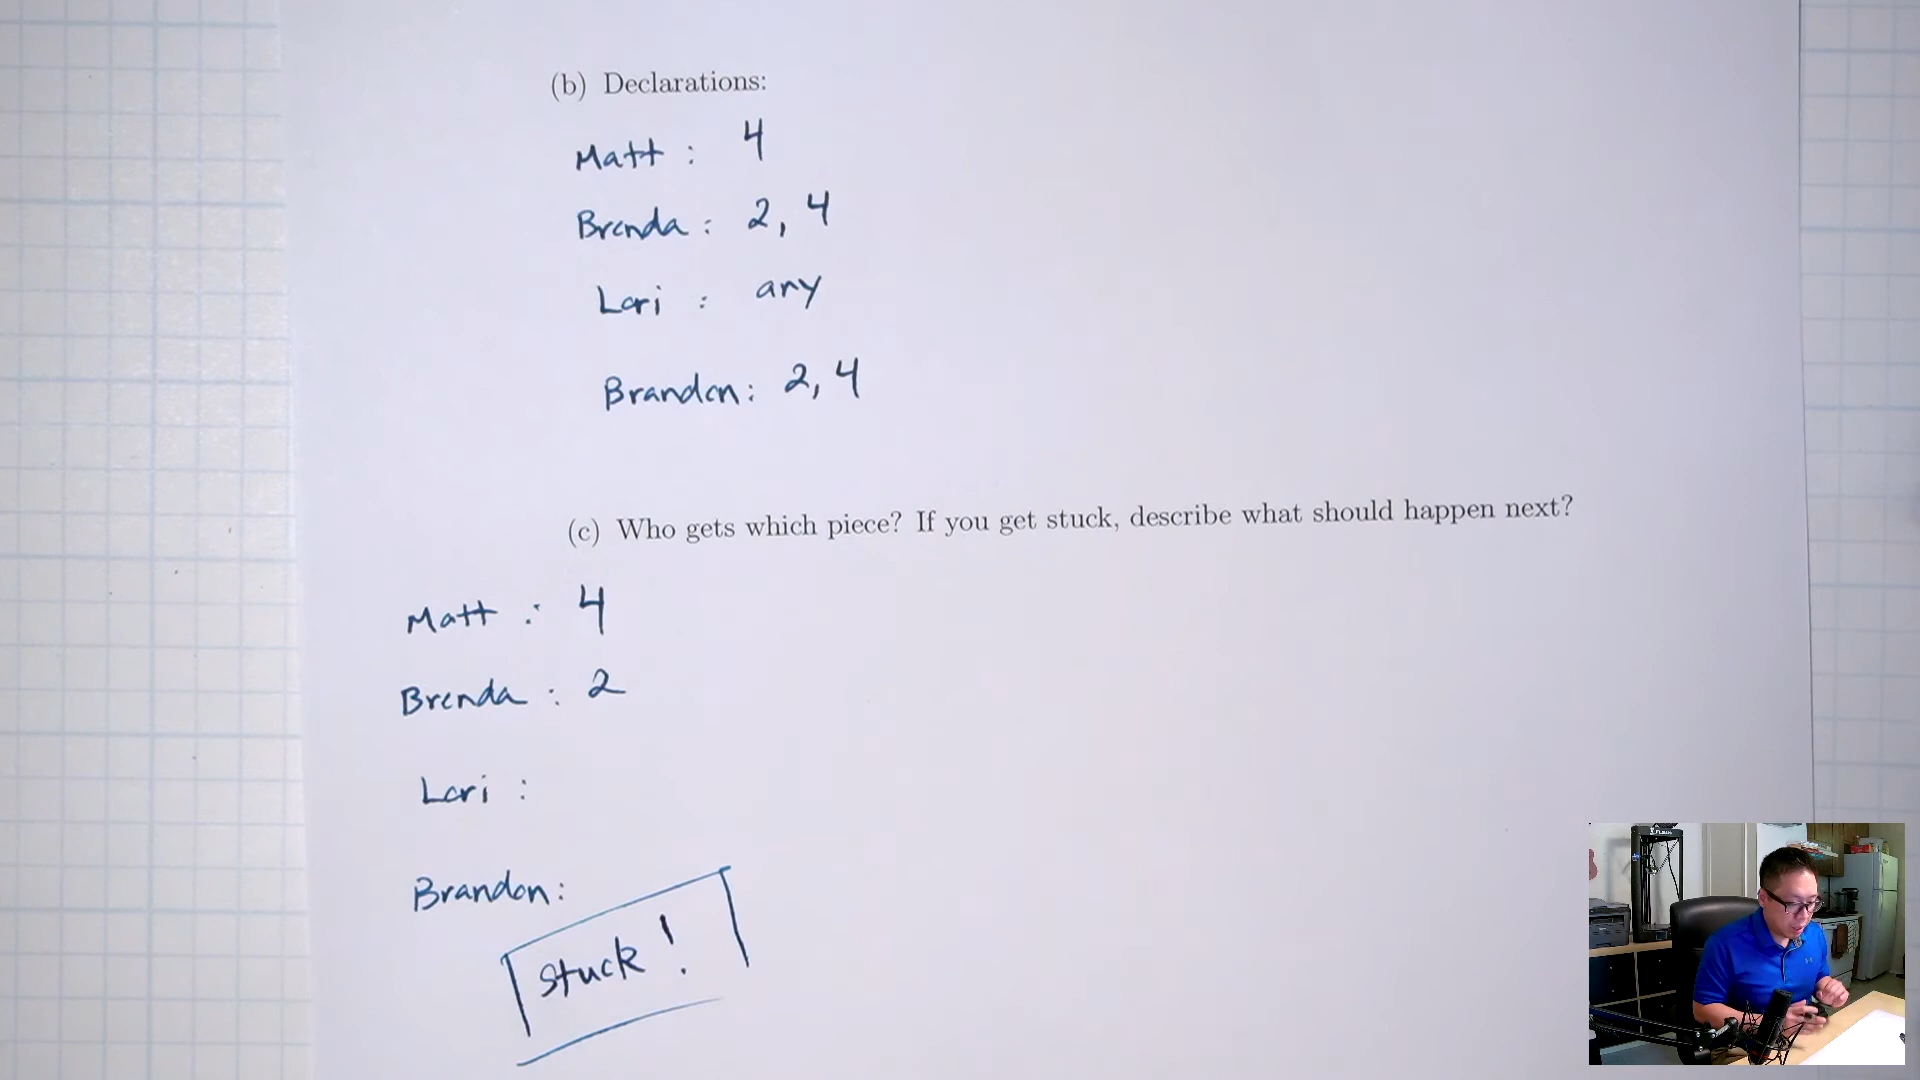 (b) Declarations:
Matt : 4
Brenda : 2, 4
Lori : any
Brandon: 2, 4
(c) Who gets which piece? If you get stuck, describe what should happen next?
Matt : 4
Brenda : 2
Lori :
Brandon:
Stuck!